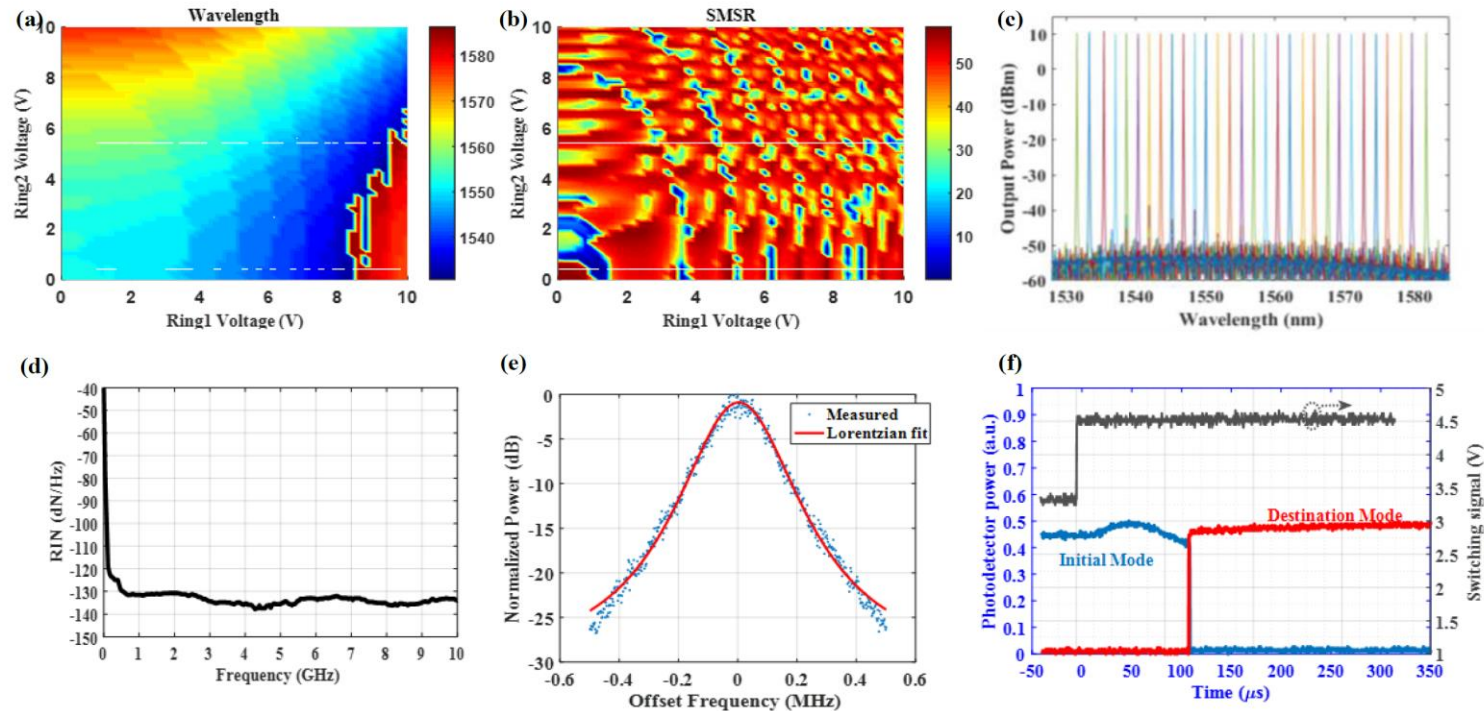 (a)
Wavelength
10
8
6
4
2
0
Ring2 Voltage (V)
0 2 4 6 8 10
Ring1 Voltage (V)
1580
1570
1560
1550
1540
(b)
SMSR
10
8
6
4
2
0
Ring2 Voltage (V)
0 2 4 6 8 10
Ring1 Voltage (V)
50
40
30
20
10
(c)
10
0
-10
-20
-30
-40
-50
-60
Output Power (dBm)
1530 1540 1550 1560 1570 1580
Wavelength (nm)
(d)
-40
-50
-60
-70
-80
-90
-100
-110
-120
-130
-140
-150
RIN (dN/Hz)
0 1 2 3 4 5 6 7 8 9 10
Frequency (GHz)
(e)
0
-5
-10
-15
-20
-25
-30
Normalized Power (dB)
Measured
Lorentzian fit
-0.6 -0.4 -0.2 0 0.2 0.4 0.6
Offset Frequency (MHz)
(f)
1
0.9
0.8
0.7
0.6
0.5
0.4
0.3
0.2
0.1
0
Photodetector power (a.u.)
Destination Mode
Initial Mode
5
4.5
4
3.5
3
2.5
2
1.5
1
Switching signal (V)
-50 0 50 100 150 200 250 300 350
Time (μs)